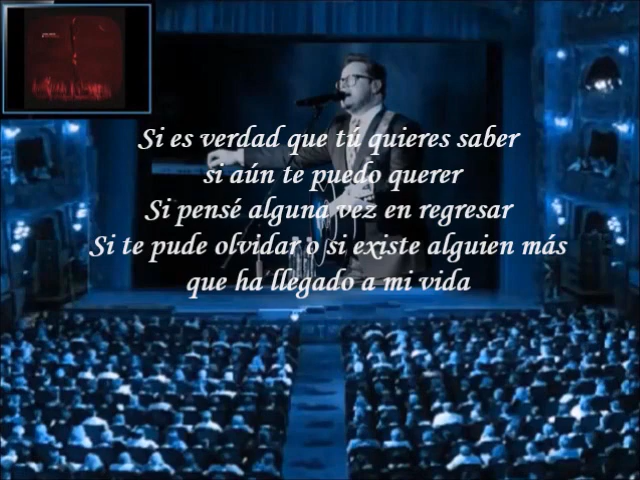 Si es verdad que tú quieres saber
si aún te puedo querer
Si pensé alguna vez en regresar
Si te pude olvidar o si existe alguien más
que ha llegado a mi vida